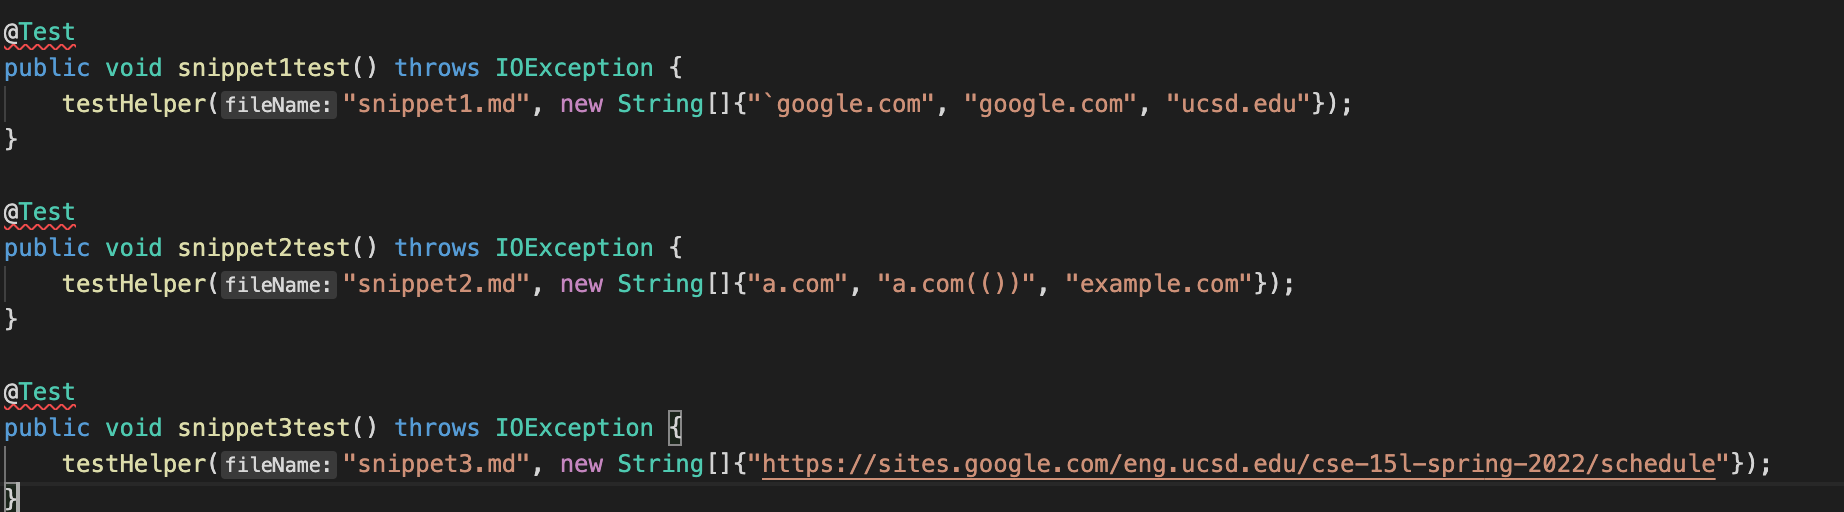 @Test
public void snippet1test() throws IOException {
    testHelper(fileName: "snippet1.md", new String[]{"`google.com", "google.com", "ucsd.edu"});
}

@Test
public void snippet2test() throws IOException {
    testHelper(fileName: "snippet2.md", new String[]{"a.com", "a.com(())", "example.com"});
}

@Test
public void snippet3test() throws IOException {
    testHelper(fileName: "snippet3.md", new String[]{"https://sites.google.com/eng.ucsd.edu/cse-15l-spring-2022/schedule"});
}